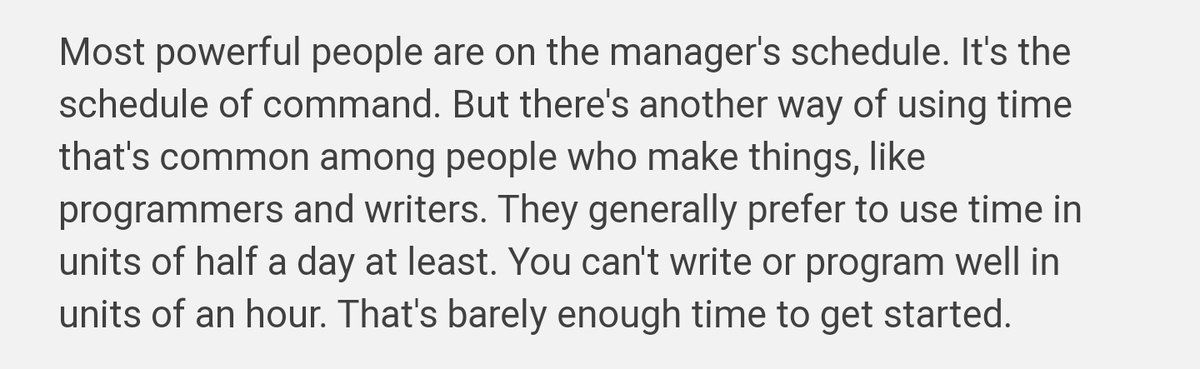 Most powerful people are on the manager's schedule. It's the
schedule of command. But there's another way of using time
that's common among people who make things, like
programmers and writers. They generally prefer to use time in
units of half a day at least. You can't write or program well in
units of an hour. That's barely enough time to get started.